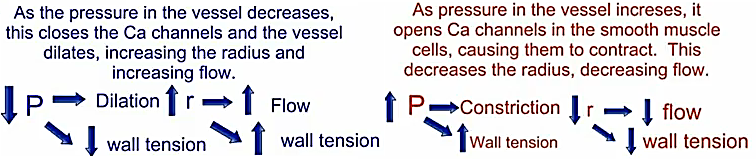 As the pressure in the vessel decreases,
this closes the Ca channels and the vessel
dilates, increasing the radius and
increasing flow.
P Dilation r Flow
wall tension wall tension
As pressure in the vessel increses, it
opens Ca channels in the smooth muscle
cells, causing them to contract. This
decreases the radius, decreasing flow.
P Constriction r flow
Wall tension wall tension